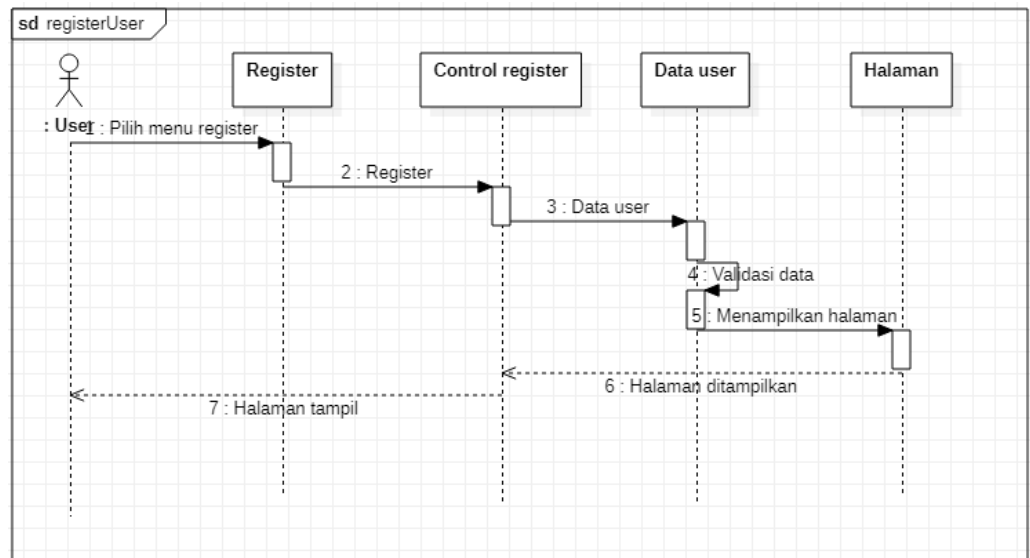 sd registerUser
Register
Control register
Data user
Halaman
: User
1 : Pilih menu register
2 : Register
3 : Data user
4 : Validasi data
5 : Menampilkan halaman
6 : Halaman ditampilkan
7 : Halaman tampil